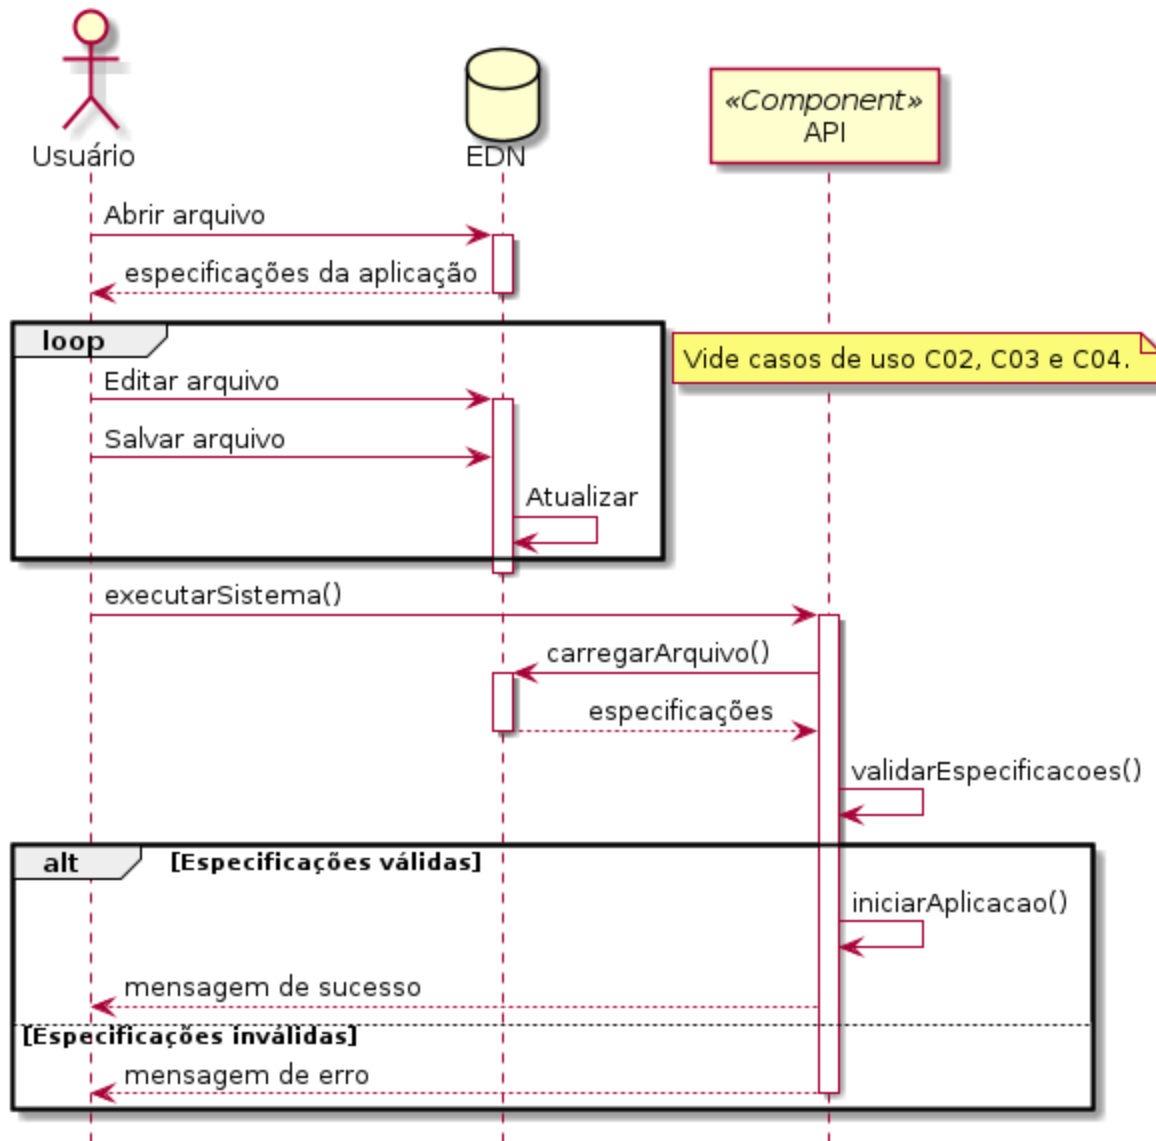 Usuário
EDN
«Component»
API
Abrir arquivo
especificações da aplicação
loop
Vide casos de uso C02, C03 e C04.
Editar arquivo
Salvar arquivo
Atualizar
executarSistema()
carregarArquivo()
especificações
validarEspecificacoes()
alt
[Especificações válidas]
iniciarAplicacao()
mensagem de sucesso
[Especificações inválidas]
mensagem de erro